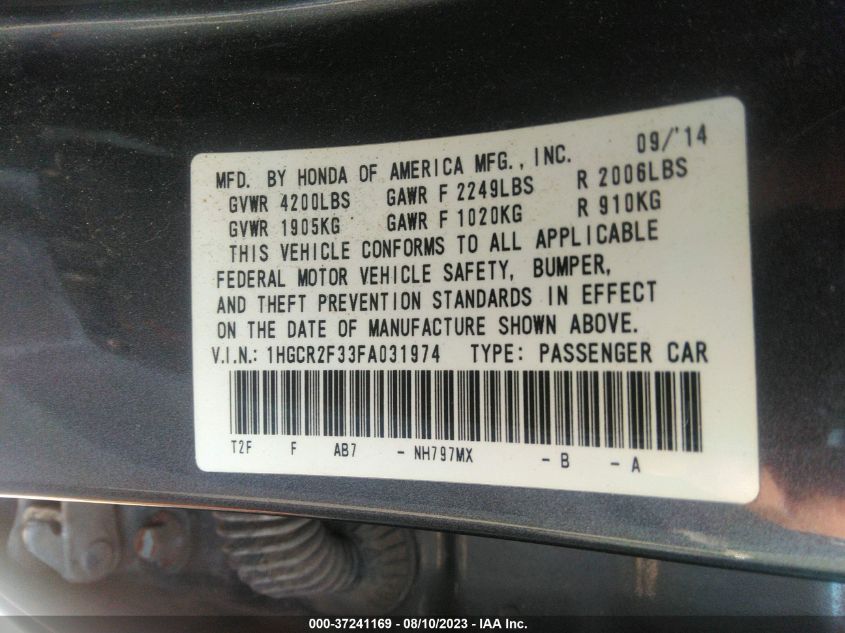 09/'14
MFD. BY HONDA OF AMERICA MFG., INC.
GVWR 4200LBS GAWR F 2249LBS R 2006LBS
GVWR 1905KG GAWR F 1020KG R 910KG
THIS VEHICLE CONFORMS TO ALL APPLICABLE
FEDERAL MOTOR VEHICLE SAFETY, BUMPER,
AND THEFT PREVENTION STANDARDS IN EFFECT
ON THE DATE OF MANUFACTURE SHOWN ABOVE.
V.I.N.: 1HGCR2F33FA031974 TYPE: PASSENGER CAR
T2F F AB7 - NH797MX - B - A
000-37241169 - 08/10/2023 - IAA Inc.